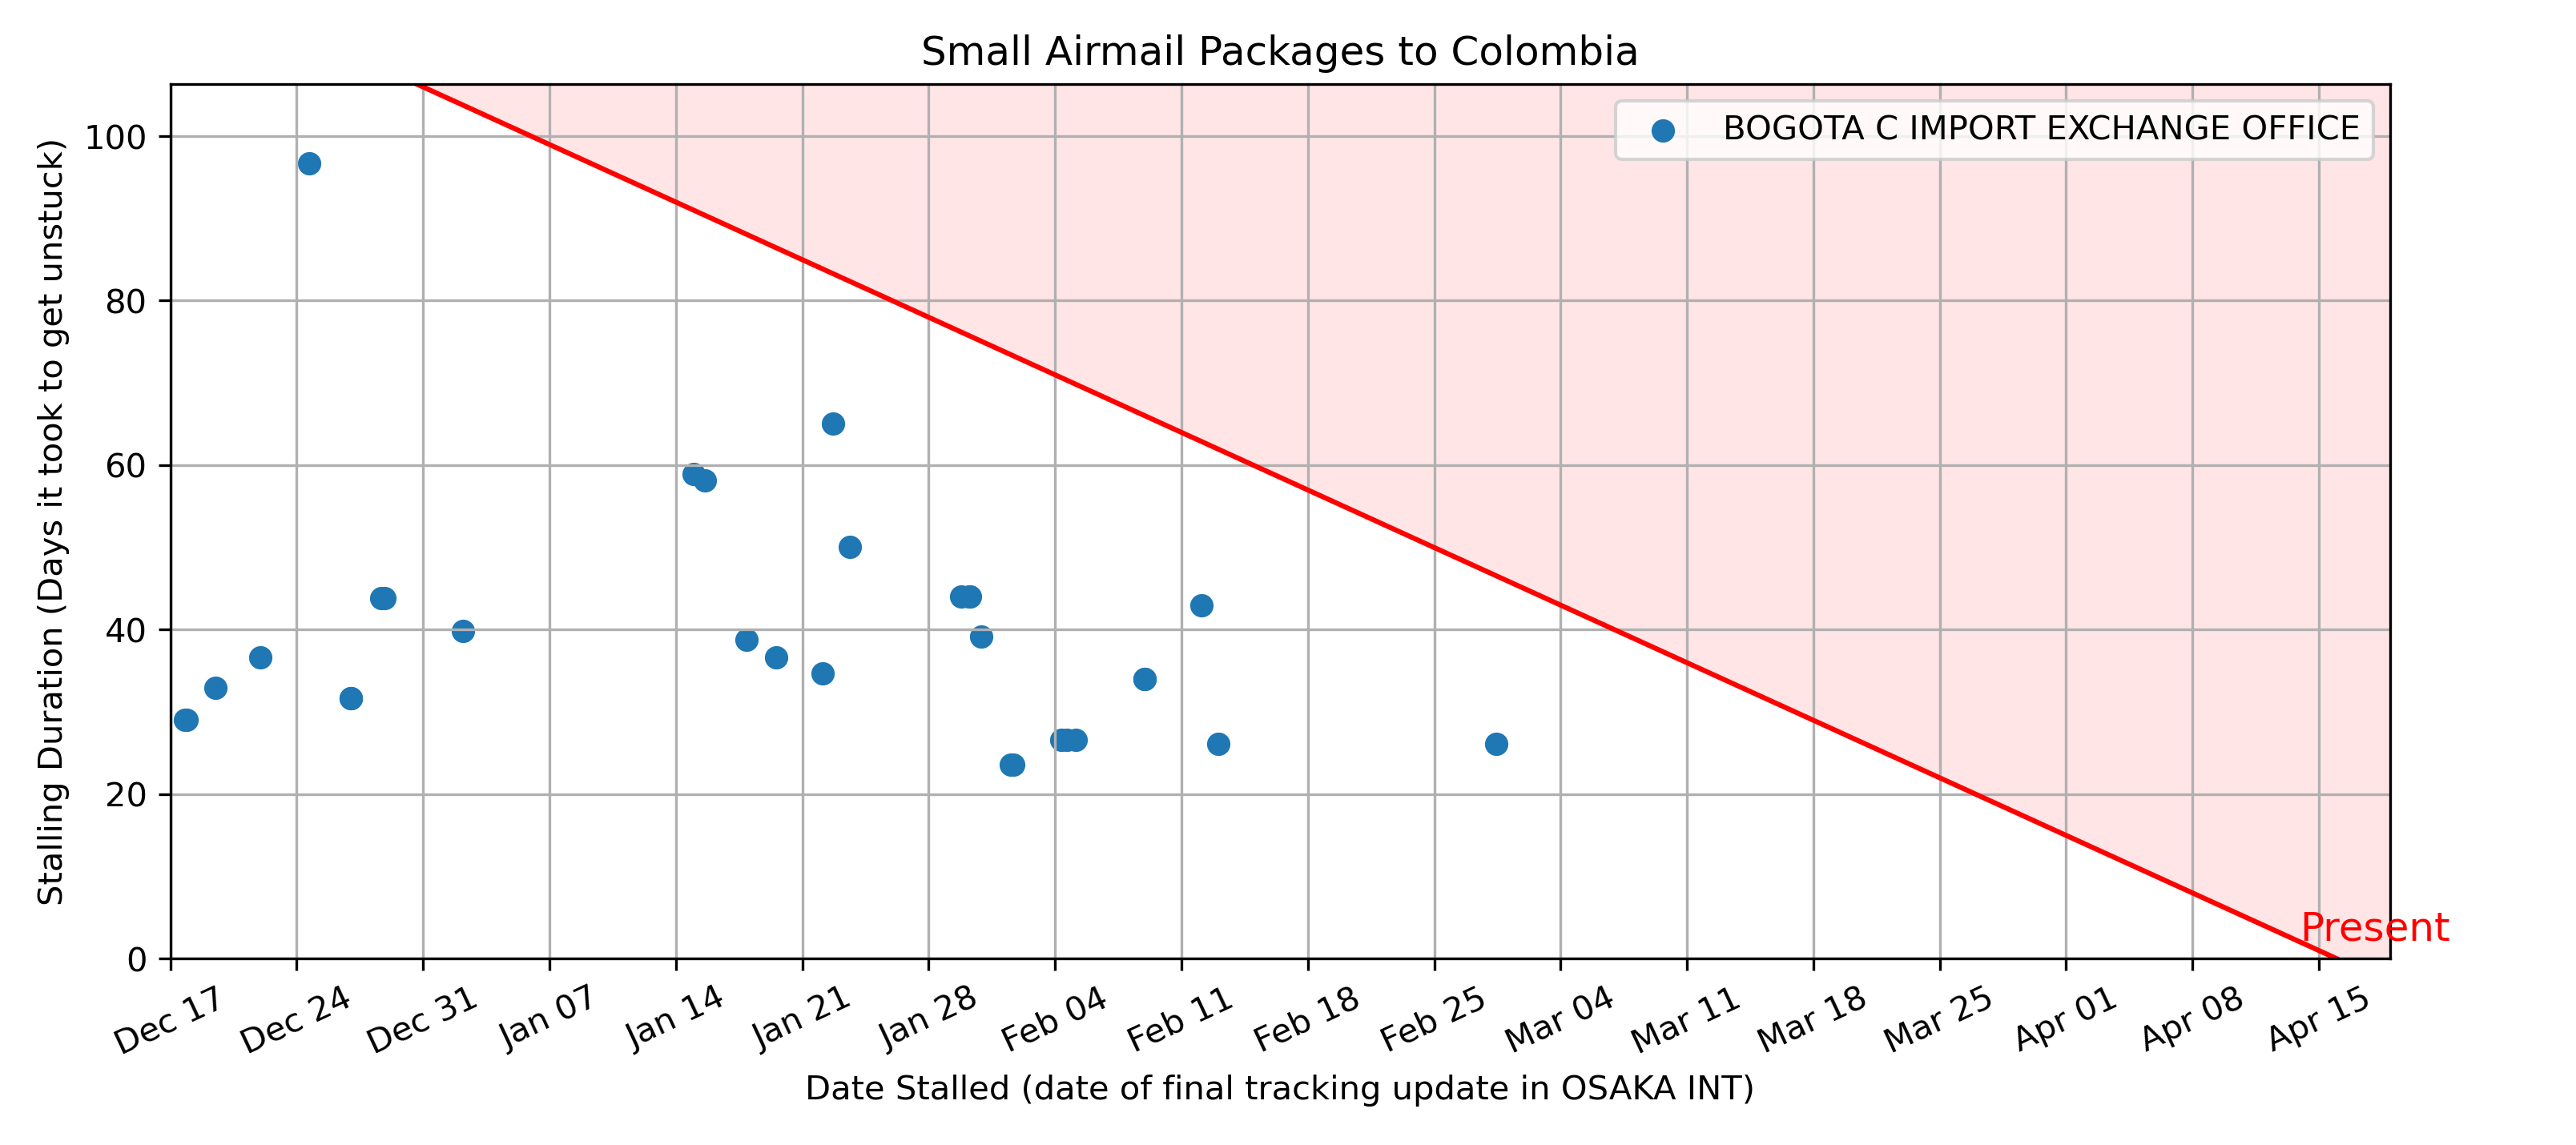 Small Airmail Packages to Colombia
BOGOTA C IMPORT EXCHANGE OFFICE
Stalling Duration (Days it took to get unstuck)
100
80
60
40
20
0
Present
Dec 17
Dec 24
Dec 31
Jan 07
Jan 14
Jan 21
Jan 28
Feb 04
Feb 11
Feb 18
Feb 25
Mar 04
Mar 11
Mar 18
Mar 25
Apr 01
Apr 08
Apr 15
Date Stalled (date of final tracking update in OSAKA INT)